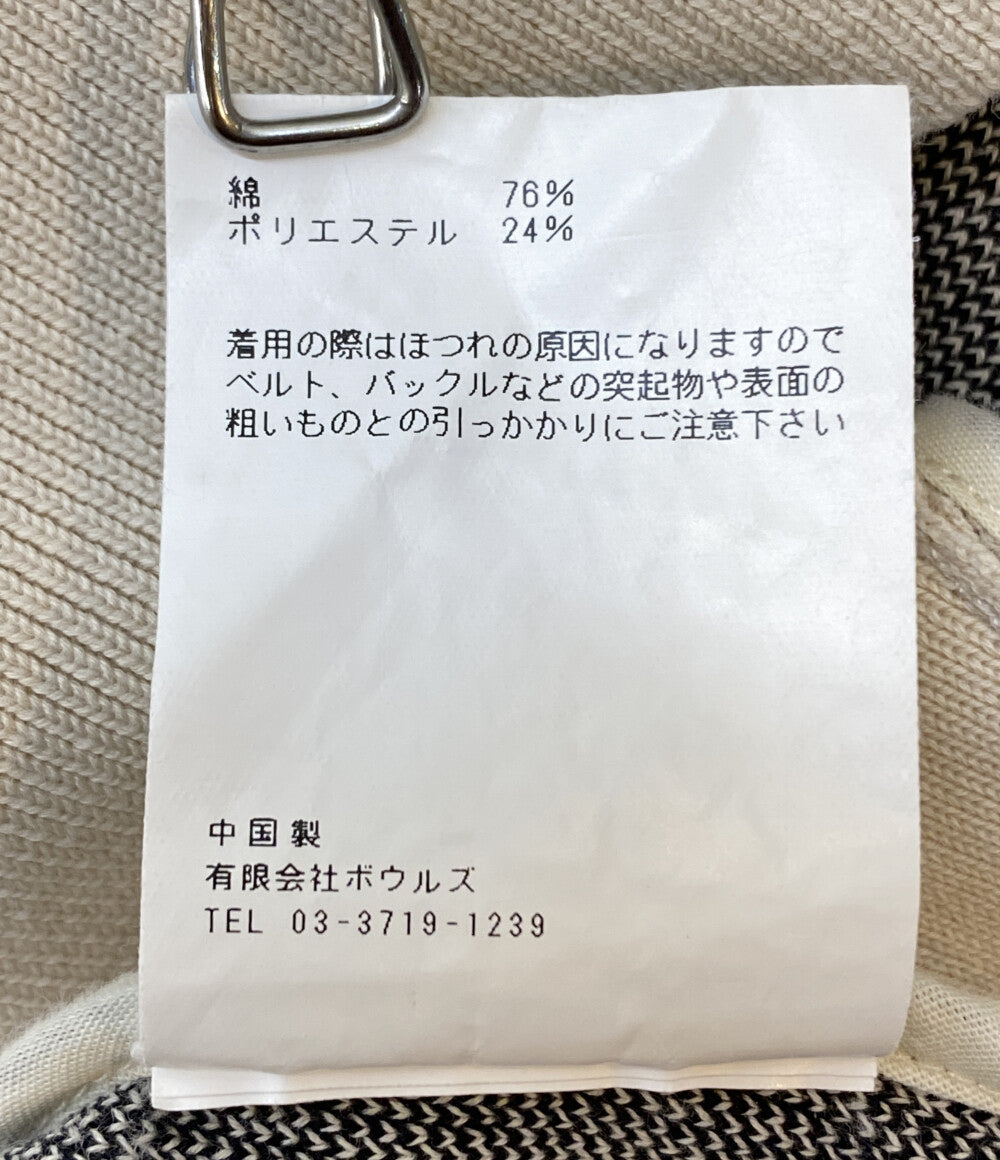 綿 76%
ポリエステル 24%
着用の際はほつれの原因になりますので
ベルト、バックルなどの突起物や表面の
粗いものとの引っかかりにご注意下さい
中国製
有限会社ボウルズ
TEL 03-3719-1239